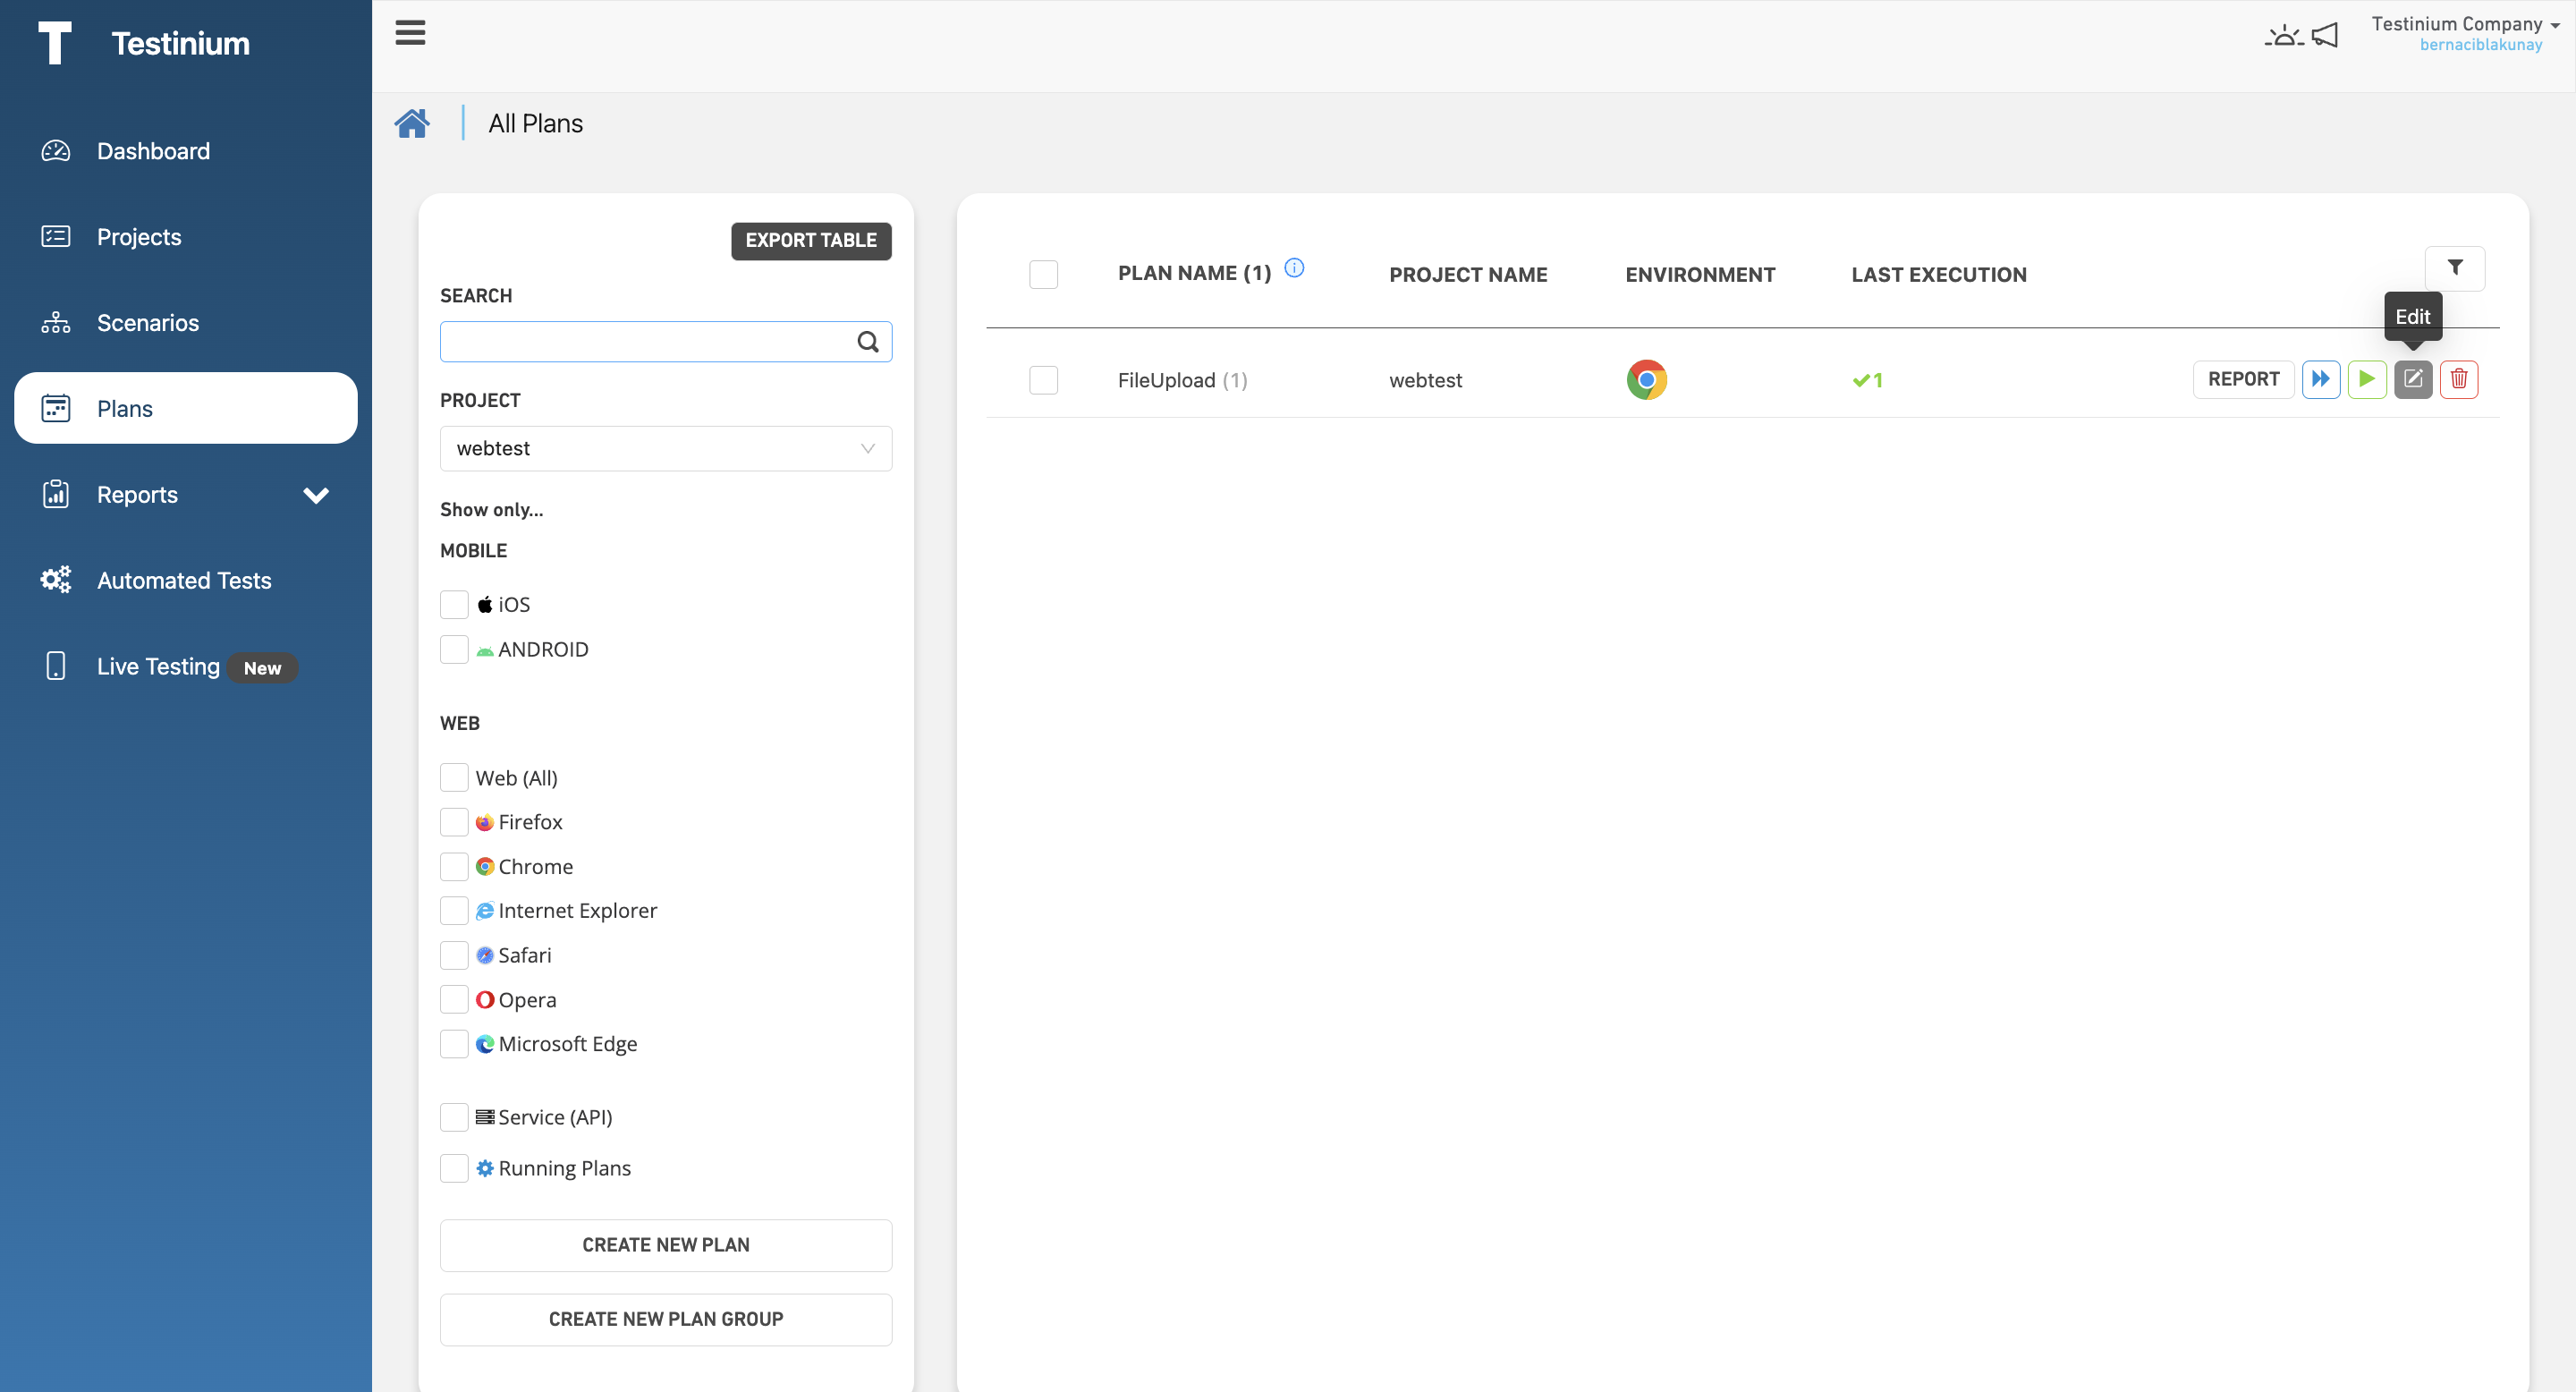 Testinium
Dashboard
Projects
Scenarios
Plans
Reports
Automated Tests
Live Testing New
Testinium Company
bernaciblakunay
All Plans
EXPORT TABLE
SEARCH
PROJECT
webtest
Show only...
MOBILE
iOS
ANDROID
WEB
Web (All)
Firefox
Chrome
Internet Explorer
Safari
Opera
Microsoft Edge
Service (API)
Running Plans
CREATE NEW PLAN
CREATE NEW PLAN GROUP
PLAN NAME (1) PROJECT NAME ENVIRONMENT LAST EXECUTION
Edit
FileUpload (1) webtest 1 REPORT